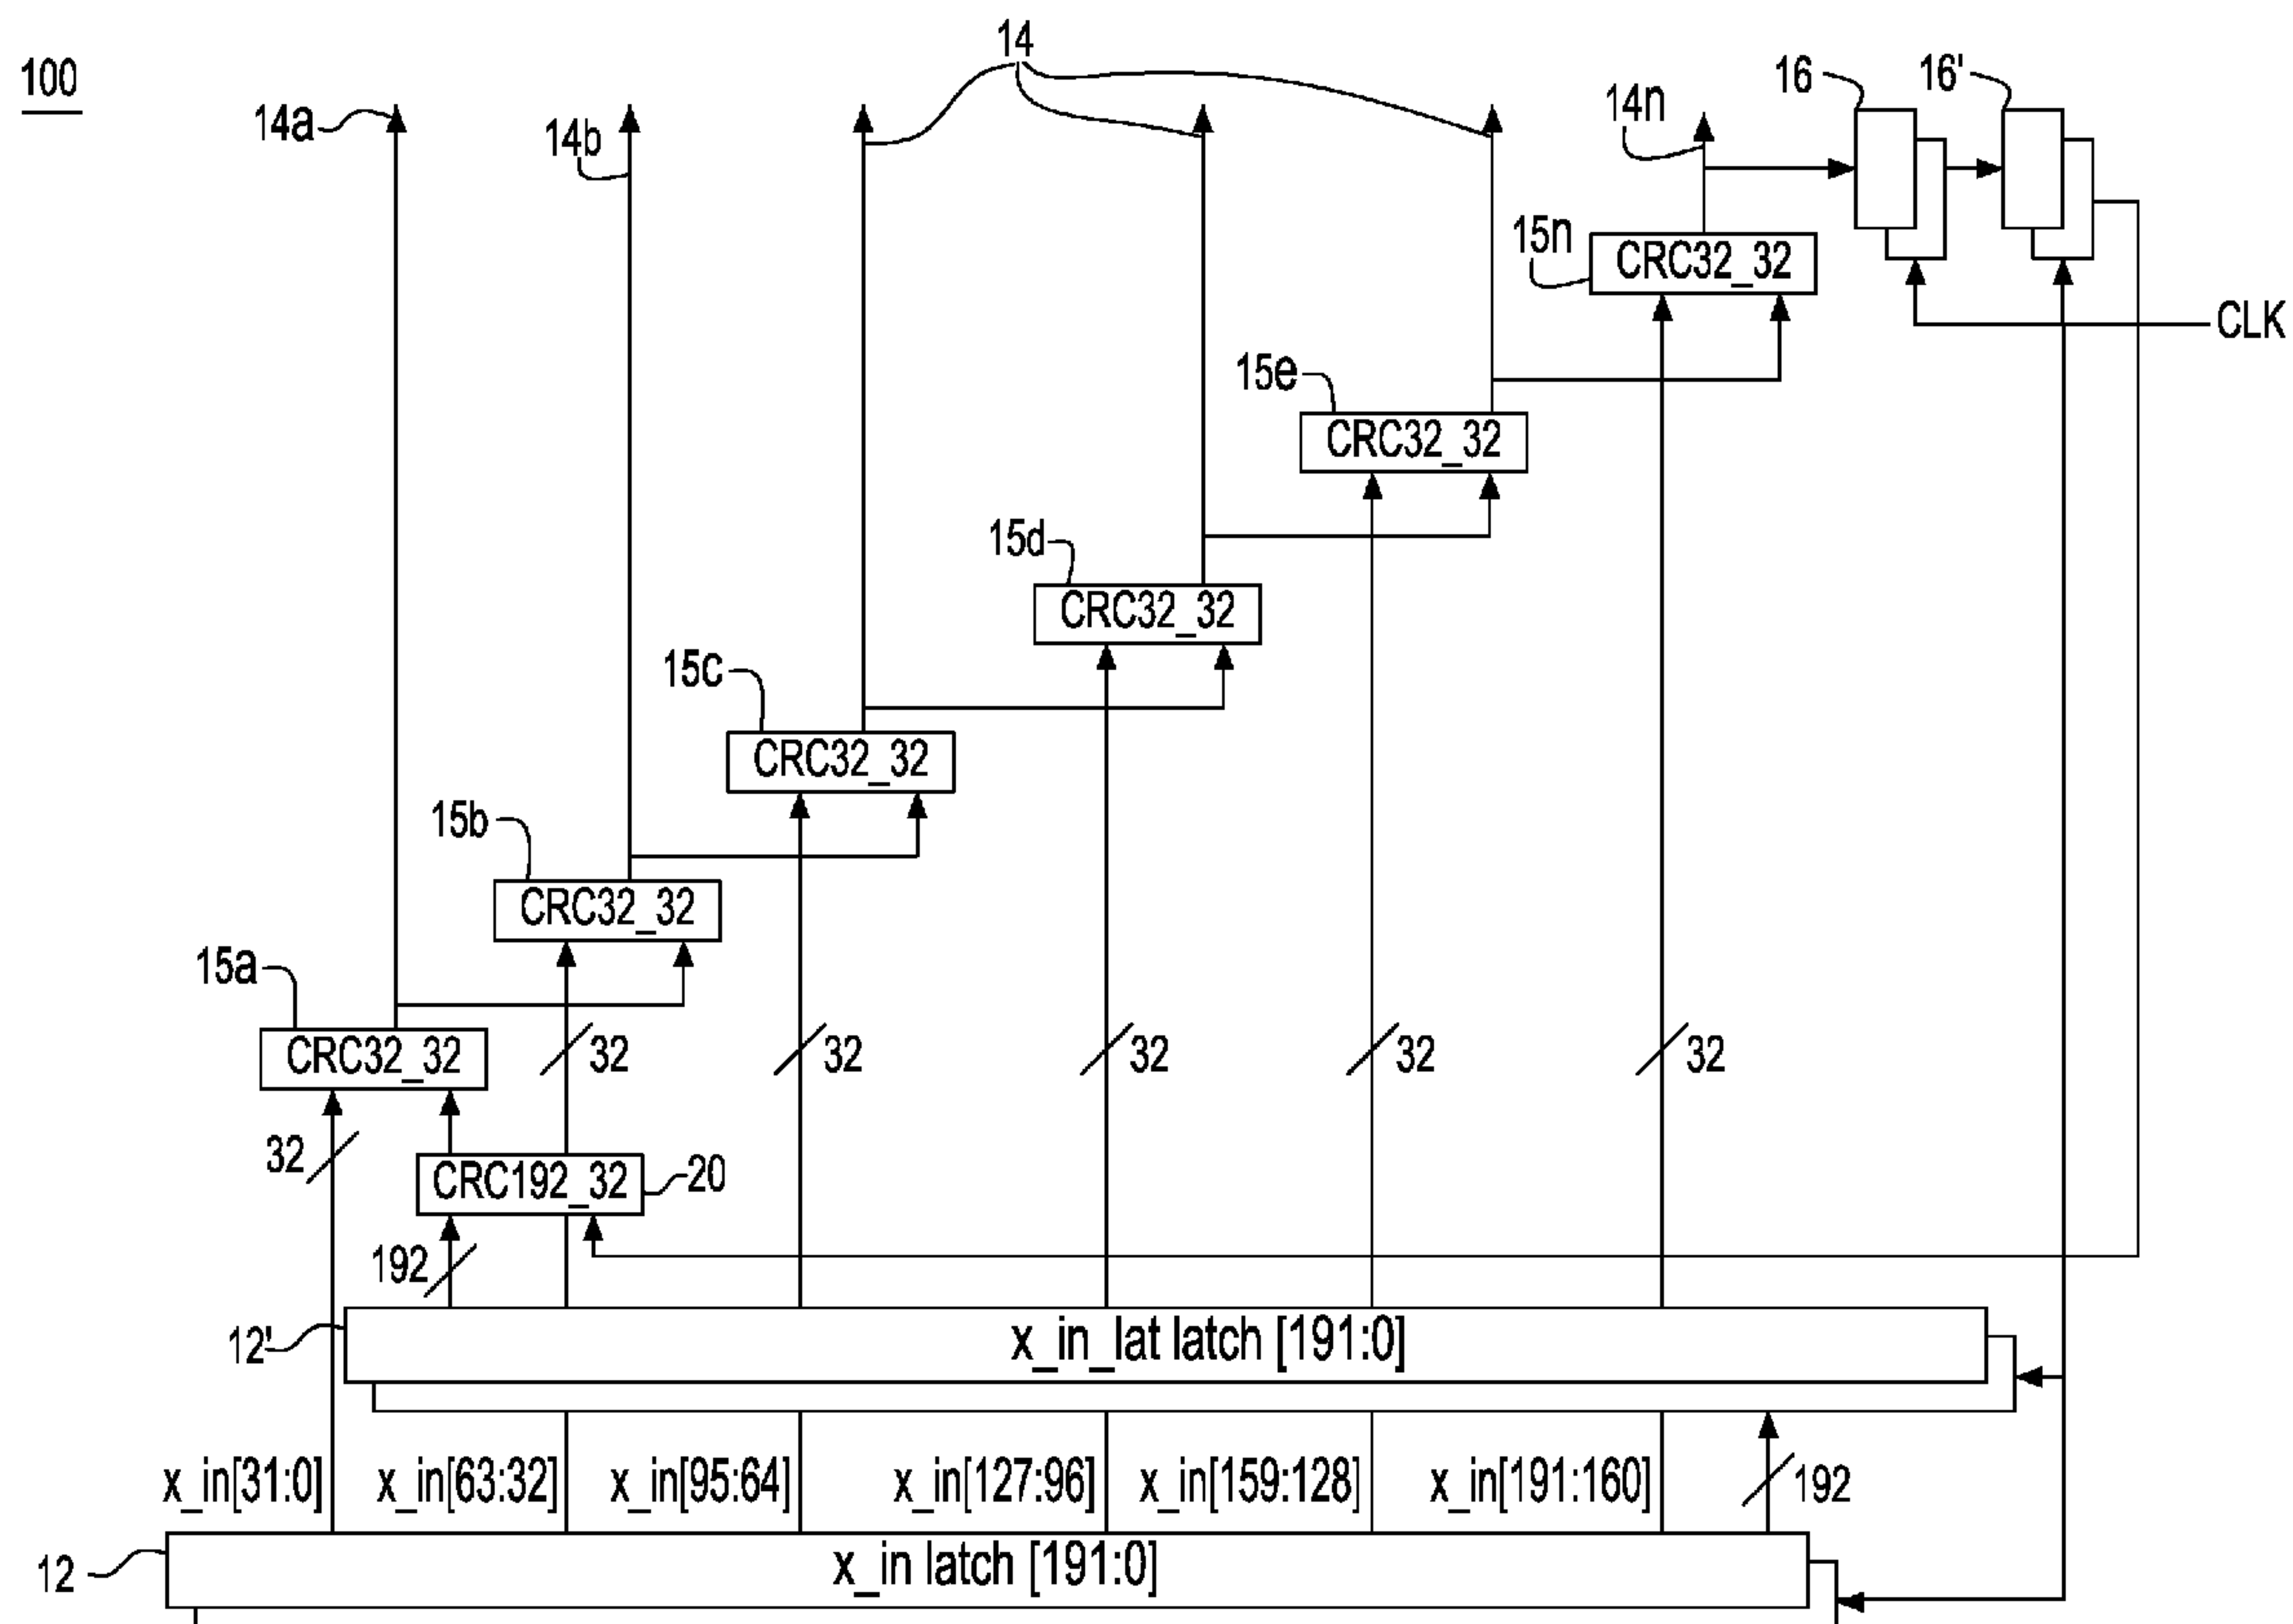 100
14
14a
14b
14n
16
16'
15n
CRC32_32
CLK
15e
CRC32_32
15d
CRC32_32
15c
CRC32_32
15b
CRC32_32
15a
CRC32_32
32
32
32
32
32
32
CRC192_32
20
192
12'
x_in_lat latch [191:0]
x_in[31:0]
x_in[63:32]
x_in[95:64]
x_in[127:96]
x_in[159:128]
x_in[191:160]
192
12
x_in latch [191:0]